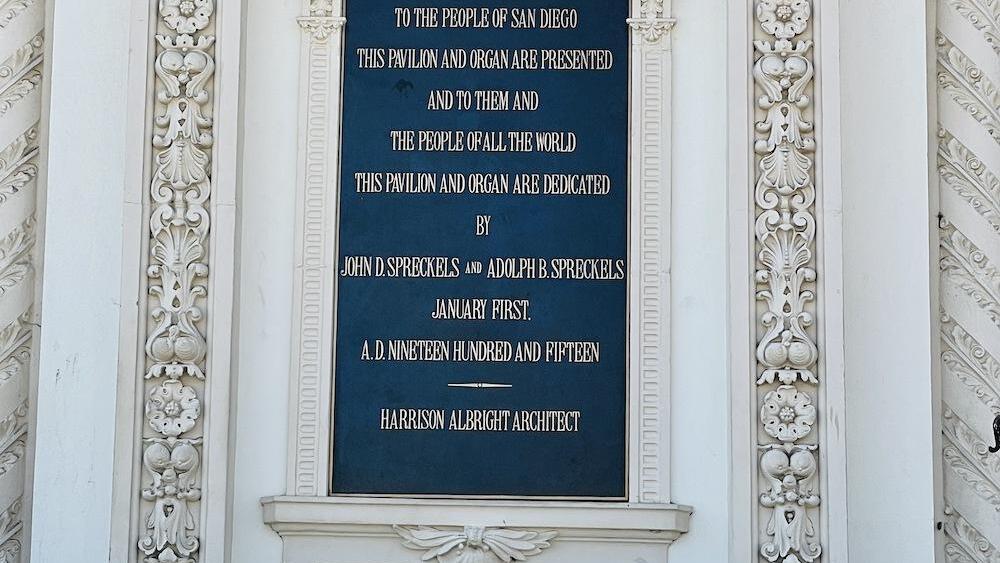 TO THE PEOPLE OF SAN DIEGO
THIS PAVILION AND ORGAN ARE PRESENTED
AND TO THEM AND
THE PEOPLE OF ALL THE WORLD
THIS PAVILION AND ORGAN ARE DEDICATED
BY
JOHN D. SPRECKELS AND ADOLPH B. SPRECKELS
JANUARY FIRST.
A.D. NINETEEN HUNDRED AND FIFTEEN
HARRISON ALBRIGHT ARCHITECT